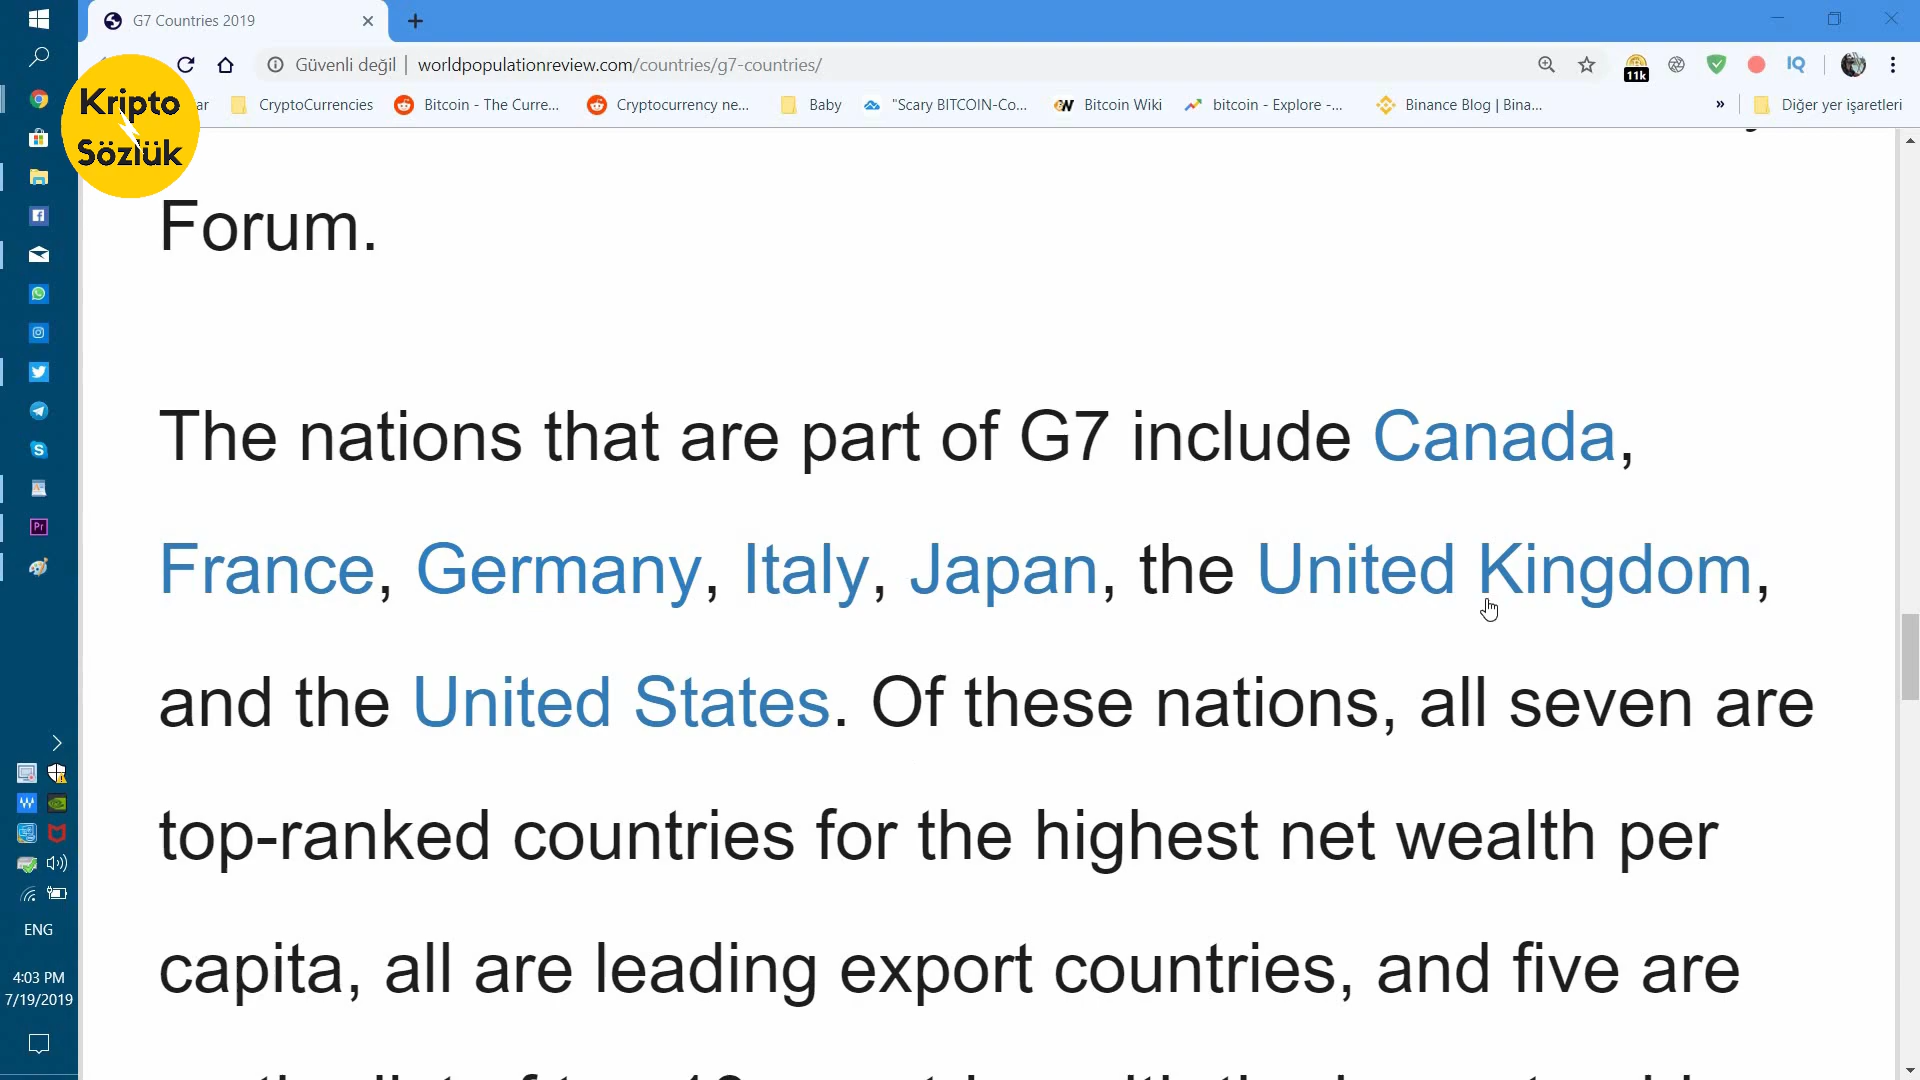 G7 Countries 2019
Güvenli değil | worldpopulationreview.com/countries/g7-countries/
11k
IQ
ar
CryptoCurrencies
Bitcoin - The Curre...
Cryptocurrency ne...
Baby
"Scary BITCOIN-Co...
Bitcoin Wiki
bitcoin - Explore -...
Binance Blog | Bina...
»
Diğer yer işaretleri
Kripto
Sözlük
Forum.
The nations that are part of G7 include Canada,
France, Germany, Italy, Japan, the United Kingdom,
and the United States. Of these nations, all seven are
top-ranked countries for the highest net wealth per
capita, all are leading export countries, and five are
Pr
ENG
4:03 PM
7/19/2019